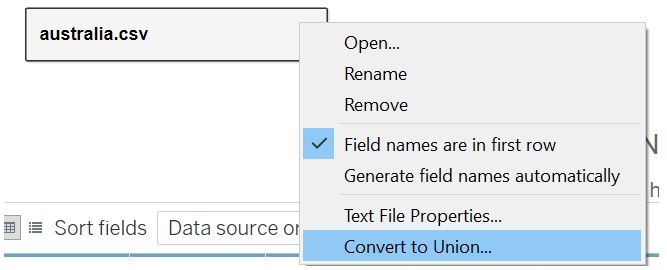 australia.csv
Open...
Rename
Remove
Field names are in first row
Generate field names automatically
Text File Properties...
Sort fields
Data source or
Convert to Union...